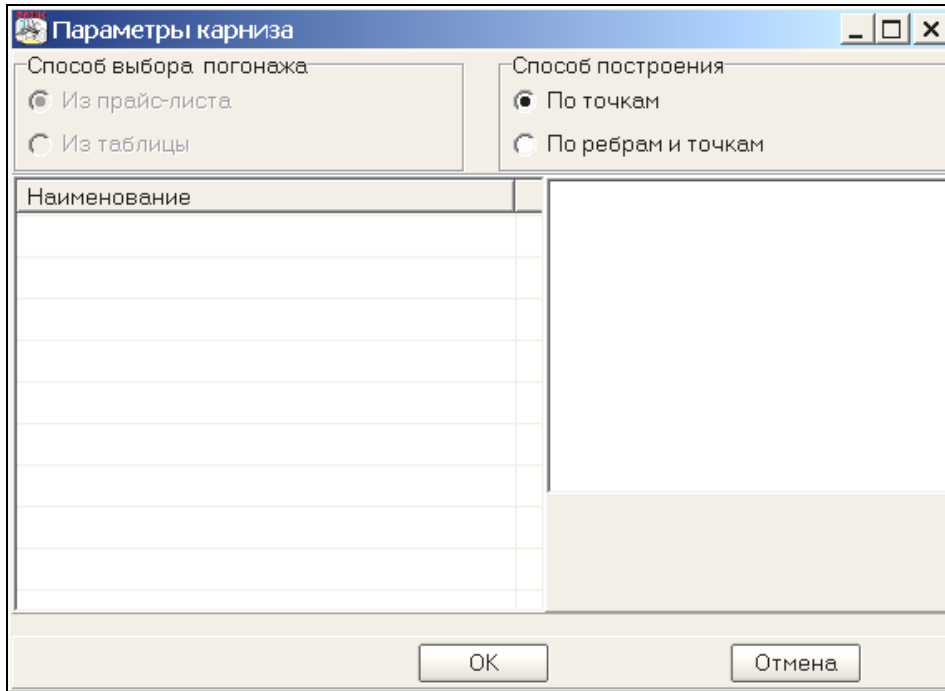 Параметры карниза
Способ выбора погонажа
Способ построения
Из прайс-листа
По точкам
Из таблицы
По ребрам и точкам
Наименование
OK
Отмена